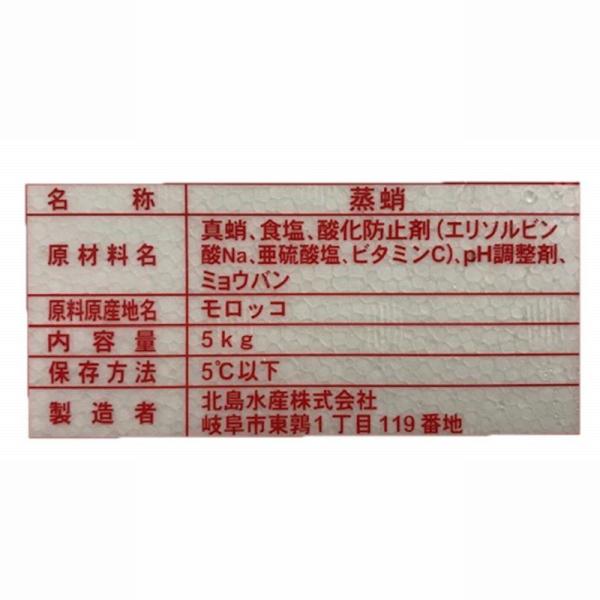 名称 蒸蛸
原材料名 真蛸、食塩、酸化防止剤(エリソルビン
酸Na、亜硫酸塩、ビタミンC)、pH調整剤、
ミョウバン
原料原産地名 モロッコ
内容量 5kg
保存方法 5℃以下
製造者 北島水産株式会社
岐阜市東鶉1丁目119番地